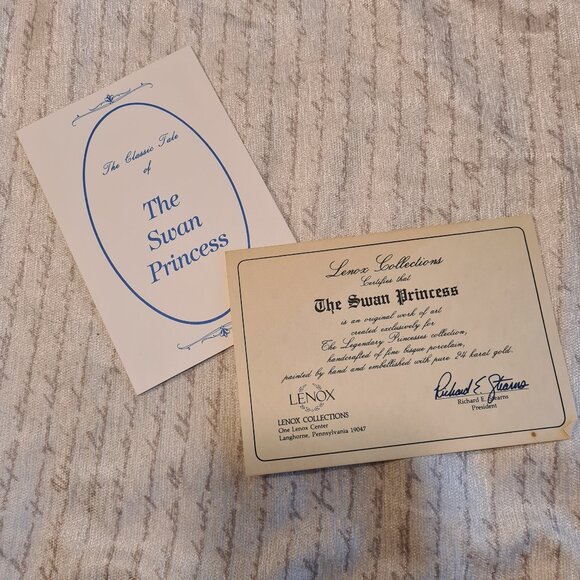 The Classic Tale
of
The
Swan
Princess
Lenox Collections
Certifies that
The Swan Princess
is an original work of art
created exclusively for
The Legendary Princesses collection,
handcrafted of fine bisque porcelain,
painted by hand and embellished with pure 24 karat gold.
LENOX
LENOX COLLECTIONS
One Lenox Center
Langhorne, Pennsylvania 19047
Richard E. Stearns
Richard E. Stearns
President